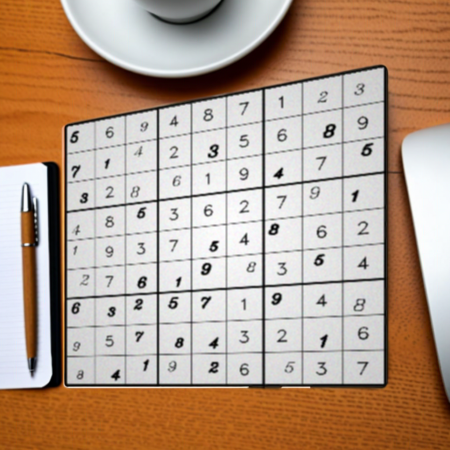 5 6 9 4 8 7 1 2 3
7 1 4 2 3 5 6 8 9
3 2 8 6 1 9 4 7 5
4 8 5 3 6 2 7 9 1
1 9 3 7 5 4 8 6 2
2 7 6 1 9 8 3 5 4
6 3 2 5 7 1 9 4 8
9 5 7 8 4 3 2 1 6
8 4 1 9 2 6 5 3 7